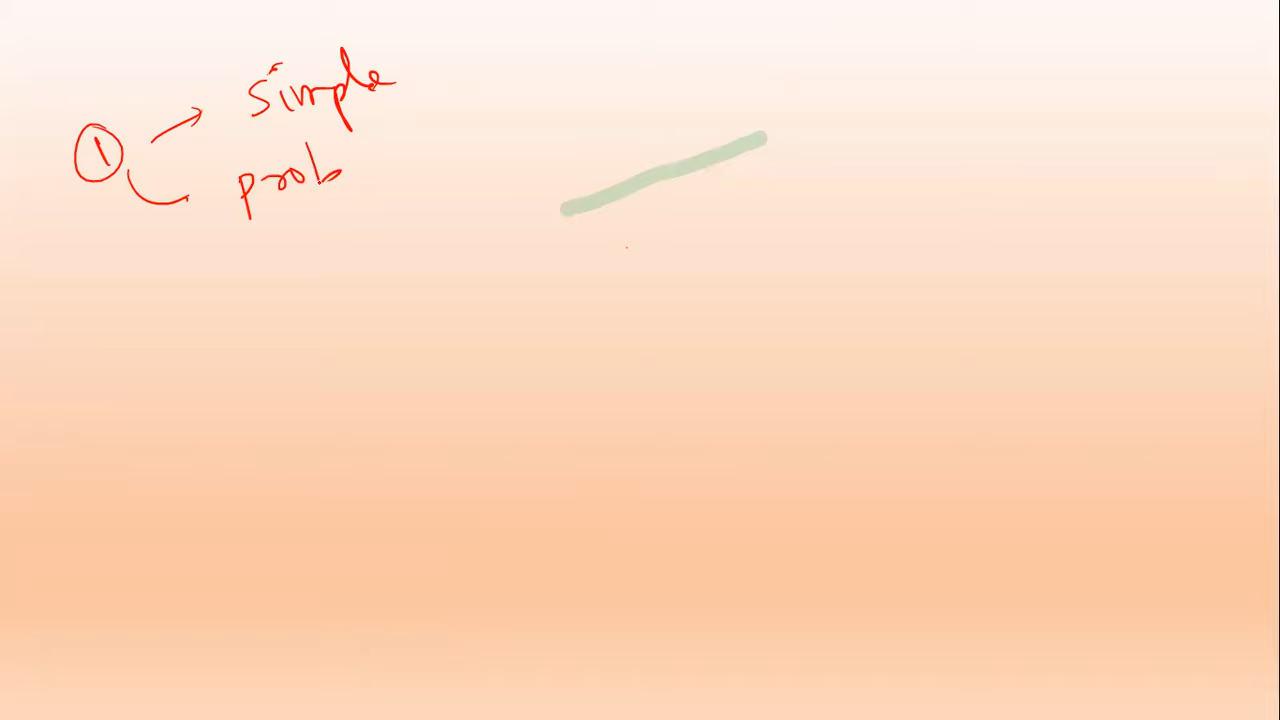 ① → simple
prob